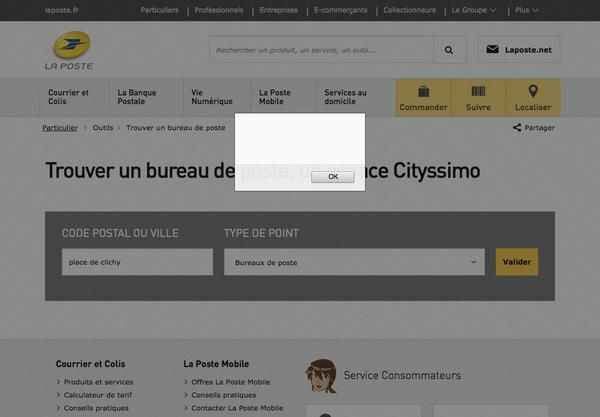 laposte.fr Particuliers Professionnels Entreprises E-commerçants Collectionneurs Le Groupe Plus
LA POSTE
Rechercher un produit, un service, un outil...
Laposte.net
Courrier et Colis
La Banque Postale
Vie Numérique
La Poste Mobile
Services au domicile
Commander
Suivre
Localiser
Particulier > Outils > Trouver un bureau de poste
Partager
Trouver un bureau de poste, un espace Cityssimo
OK
CODE POSTAL OU VILLE
TYPE DE POINT
place de clichy
Bureaux de poste
Valider
Courrier et Colis
> Produits et services
> Calculateur de tarif
> Conseils pratiques
La Poste Mobile
> Offres La Poste Mobile
> Conseils pratiques
> Contacter La Poste Mobile
Service Consommateurs